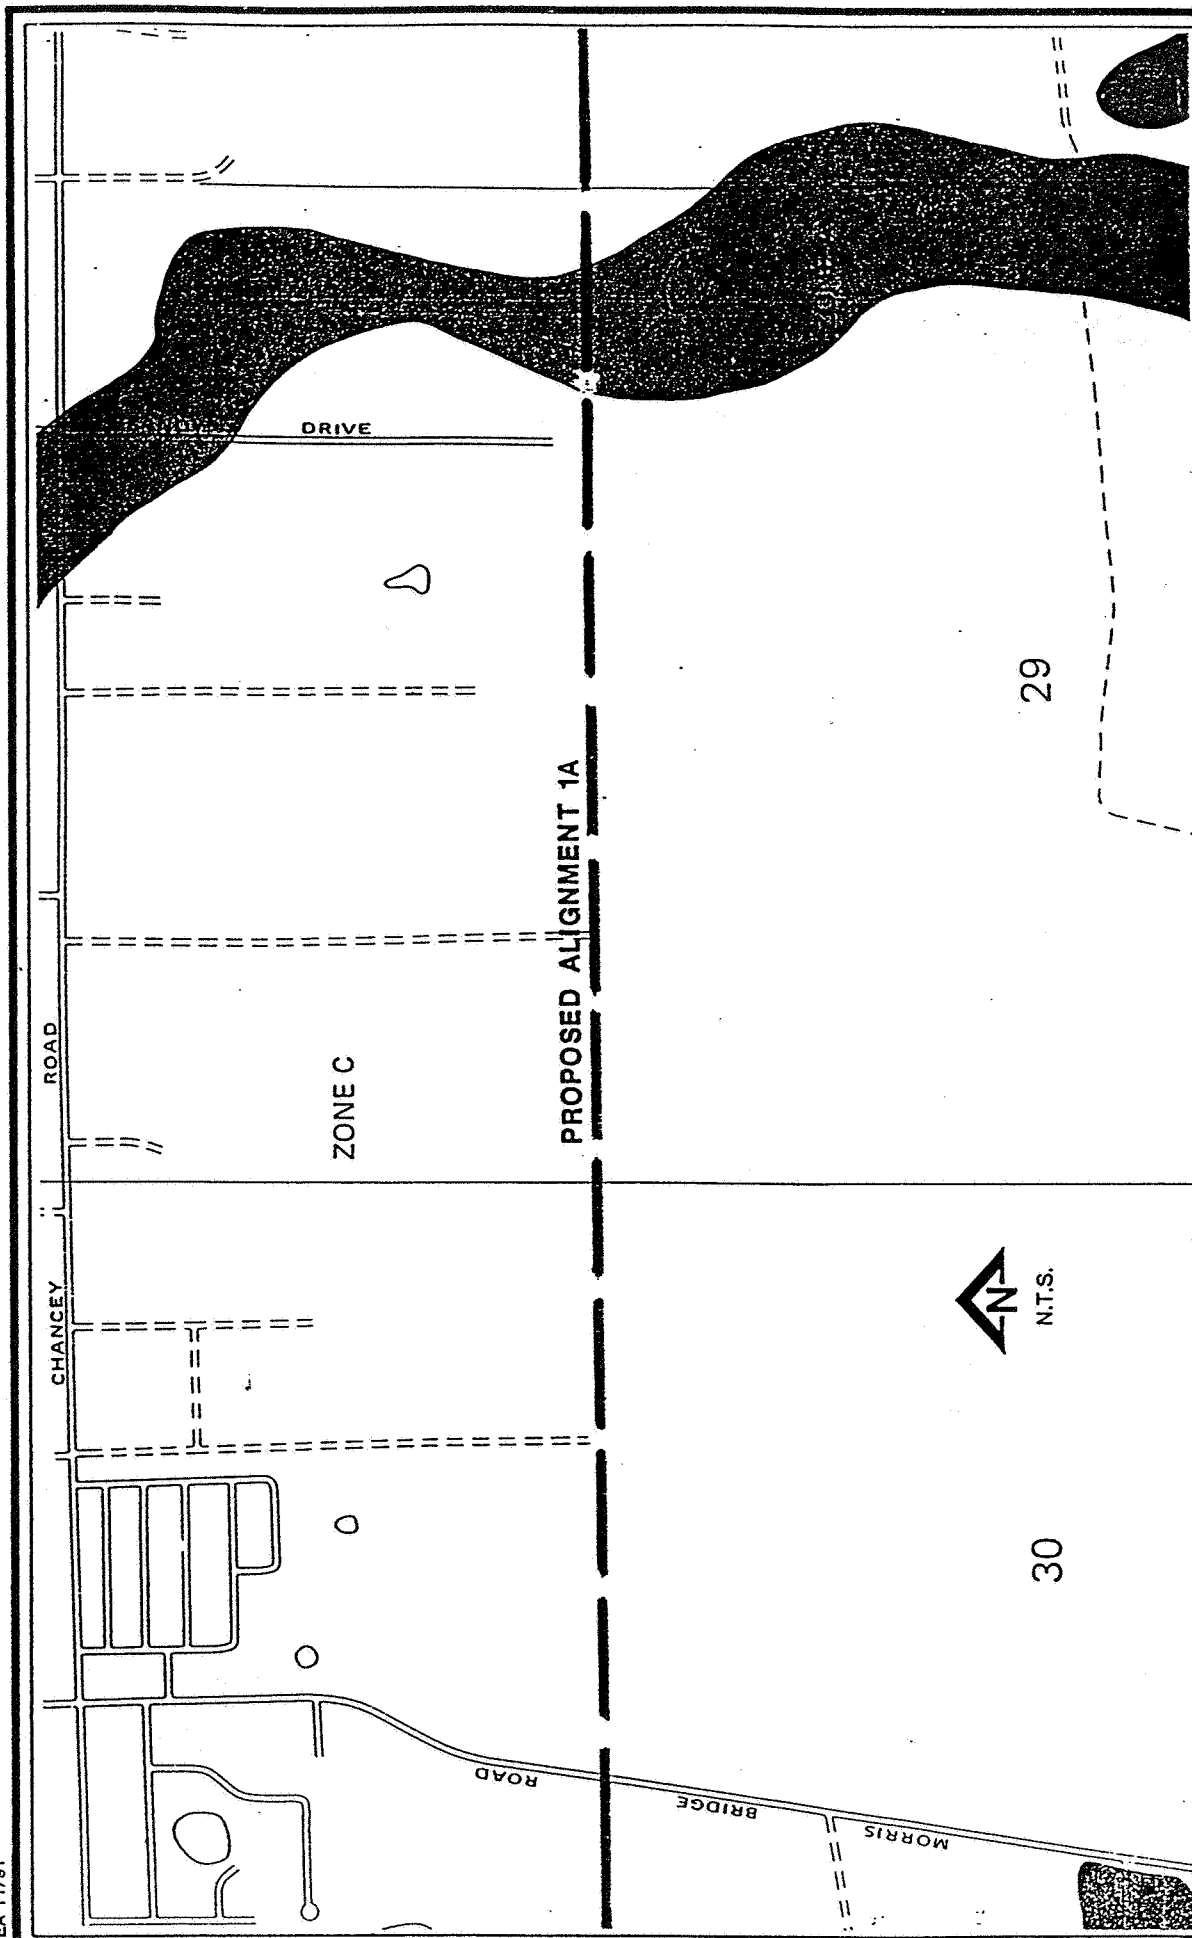 DRIVE
29
PROPOSED ALIGNMENT 1A
ROAD
ZONE C
CHANCEY
N
N.T.S.
30
ROAD
BRIDGE
MORRIS